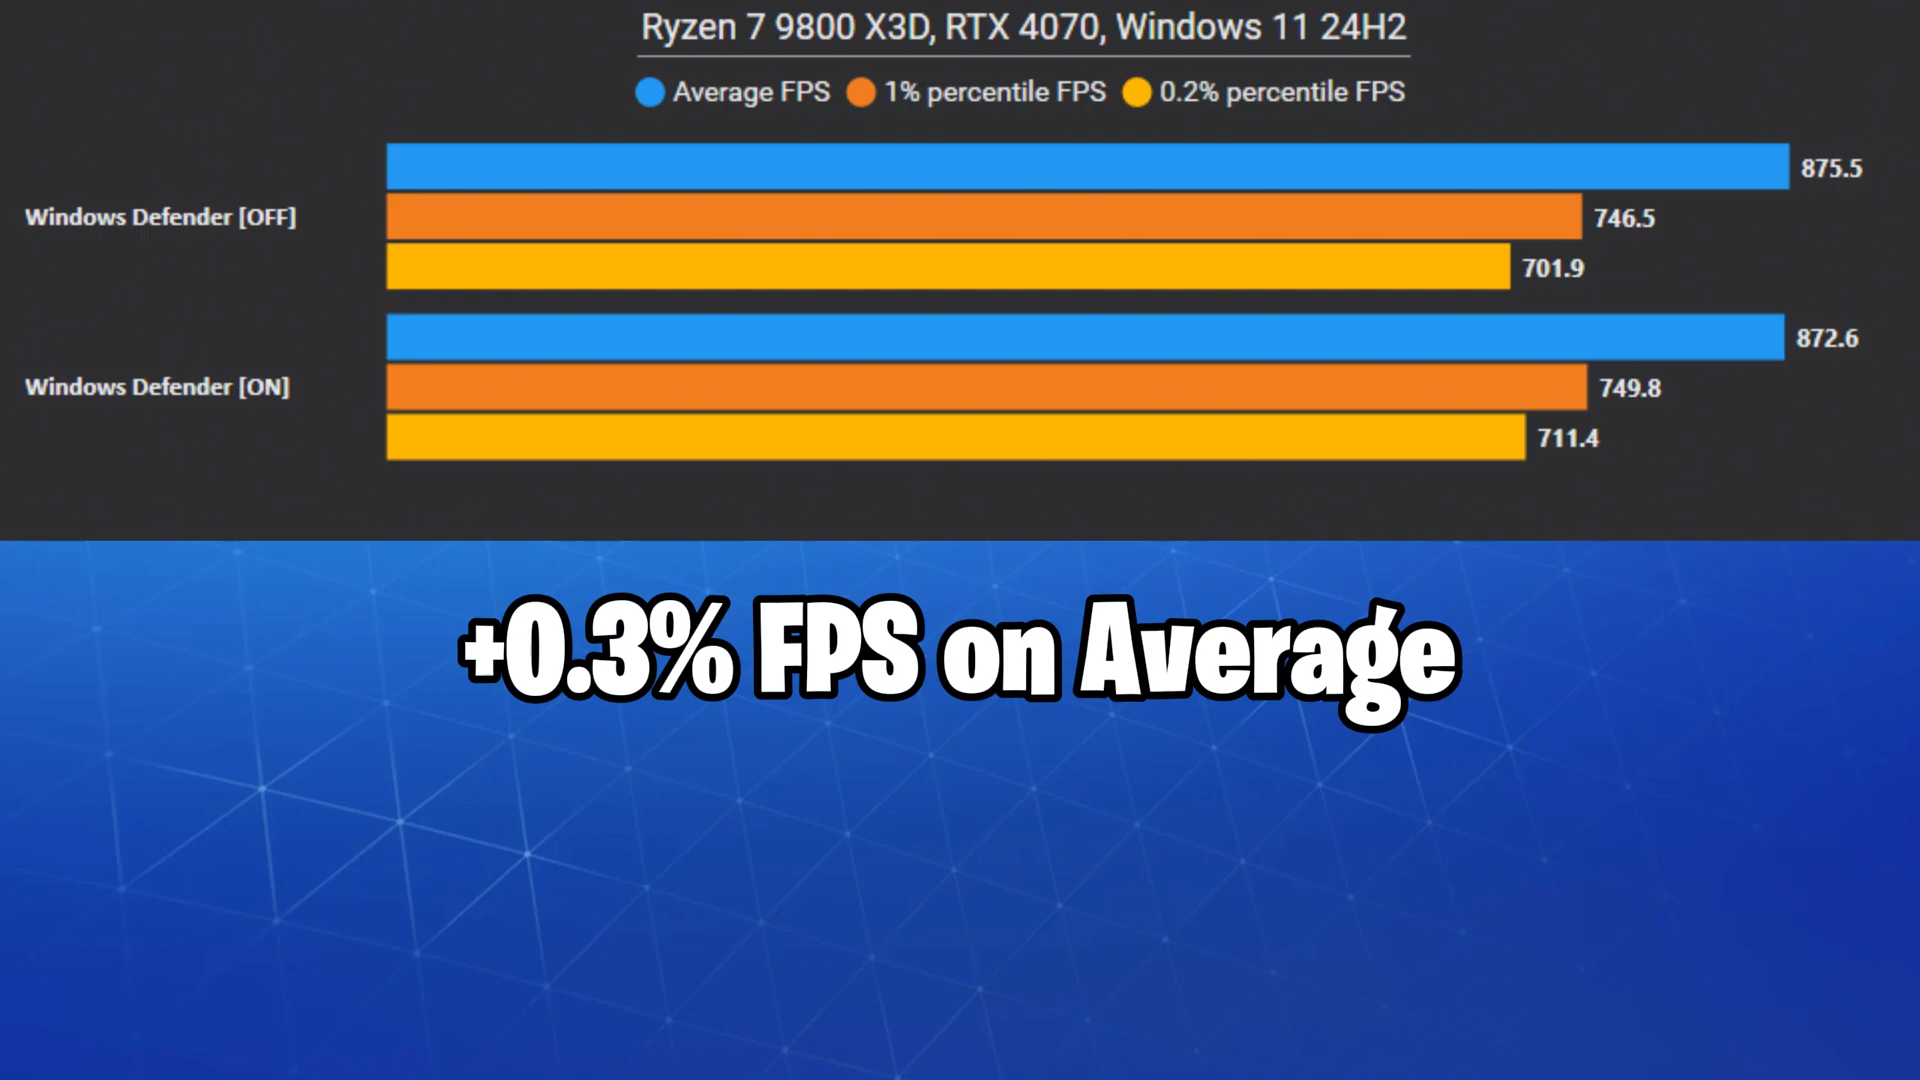 Ryzen 7 9800 X3D, RTX 4070, Windows 11 24H2
Average FPS 1% percentile FPS 0.2% percentile FPS
875.5
Windows Defender [OFF] 746.5
701.9
872.6
Windows Defender [ON] 749.8
711.4
+0.3% FPS on Average